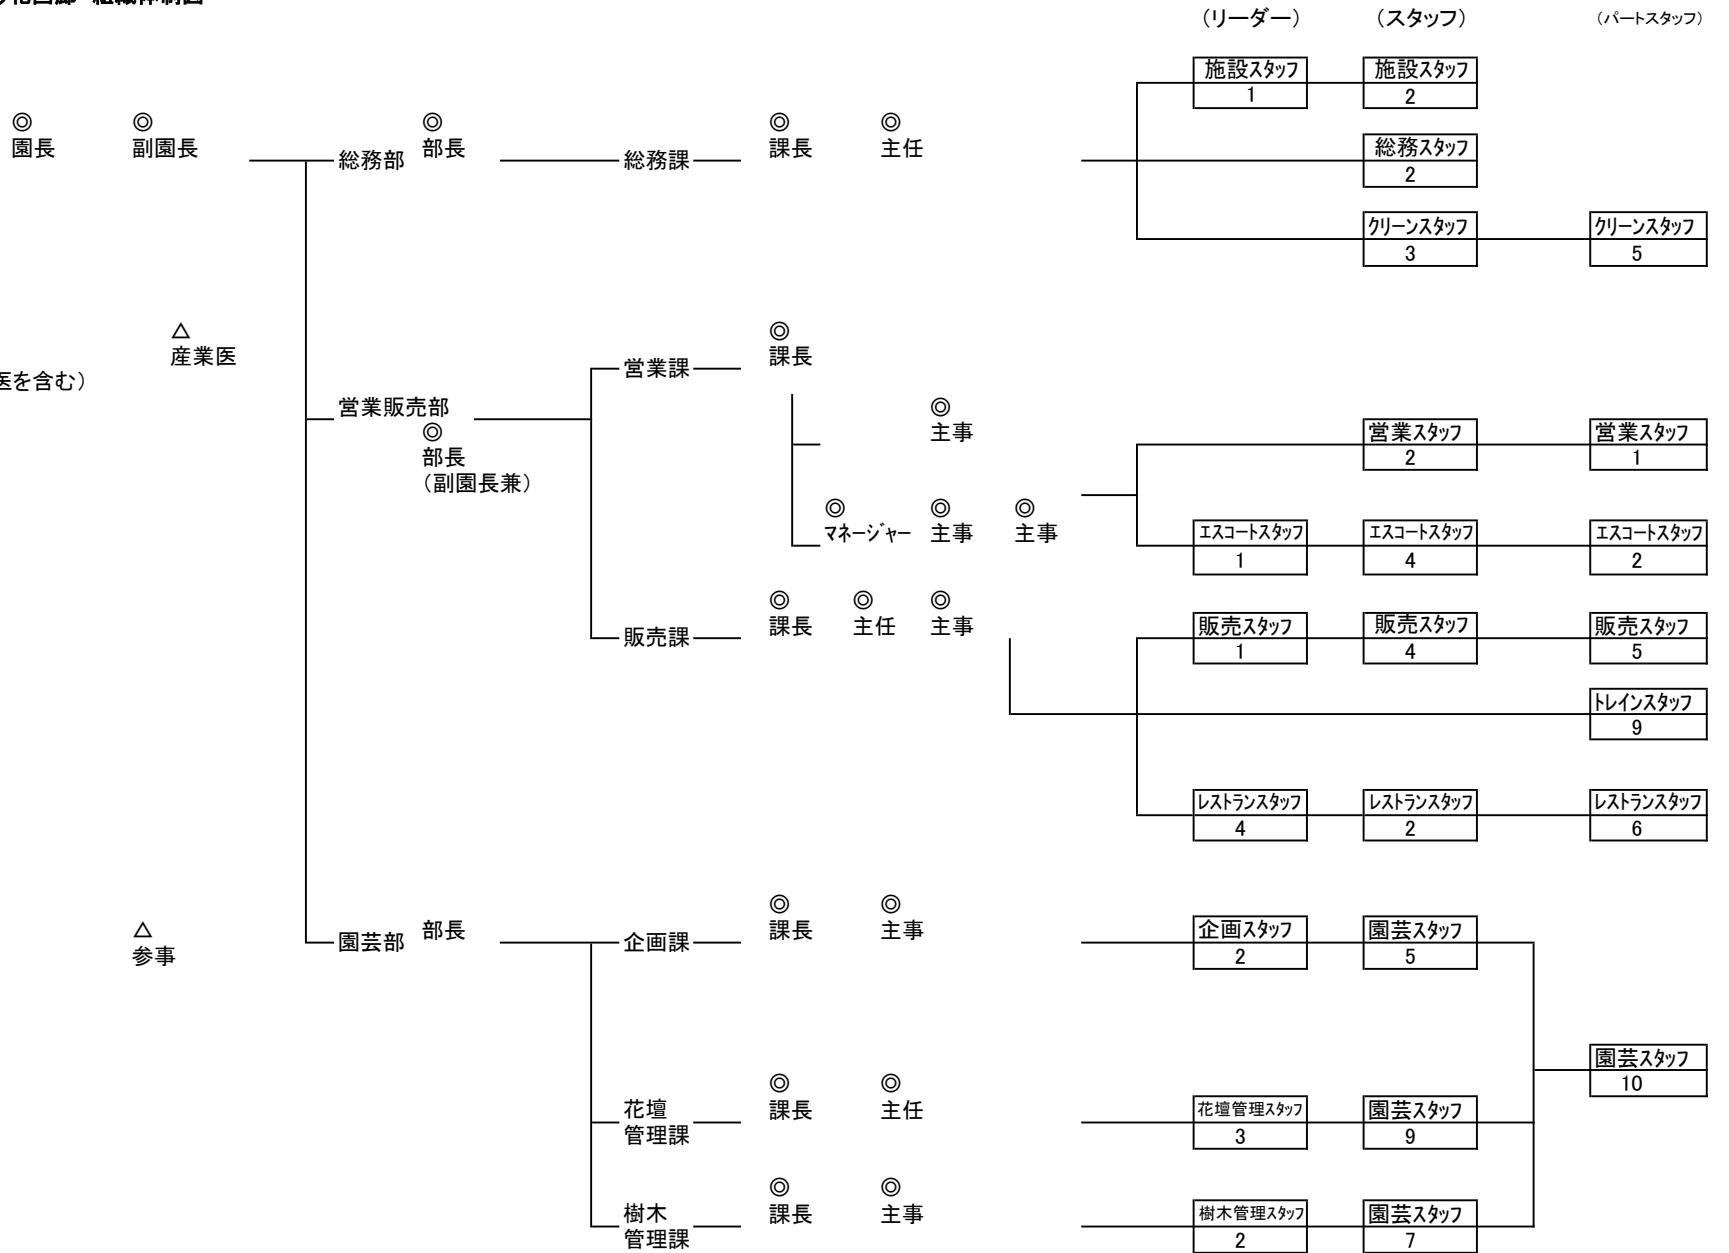 花回廊 組織体制図
（リーダー） （スタッフ） （パートスタッフ）
施設スタッフ 施設スタッフ
1 2
◎ ◎ ◎ ◎ ◎
園長 副園長 総務部 部長 総務課 課長 主任 総務スタッフ
2
クリーンスタッフ クリーンスタッフ
3 5
△ ◎
産業医 営業課 課長
医を含む）
営業販売部 ◎
◎ 主事 営業スタッフ 営業スタッフ
部長 2 1
（副園長兼）
◎ ◎ ◎
マネージャー 主事 主事 エスコートスタッフ エスコートスタッフ エスコートスタッフ
1 4 2
◎ ◎ ◎
販売課 課長 主任 主事 販売スタッフ 販売スタッフ 販売スタッフ
1 4 5
トレインスタッフ
9
レストランスタッフ レストランスタッフ レストランスタッフ
4 2 6
◎ ◎
△ 園芸部 部長 企画課 課長 主事 企画スタッフ 園芸スタッフ
参事 2 5
園芸スタッフ
10
◎ ◎
花壇 課長 主任 花壇管理スタッフ 園芸スタッフ
管理課 3 9
◎ ◎
樹木 課長 主事 樹木管理スタッフ 園芸スタッフ
管理課 2 7